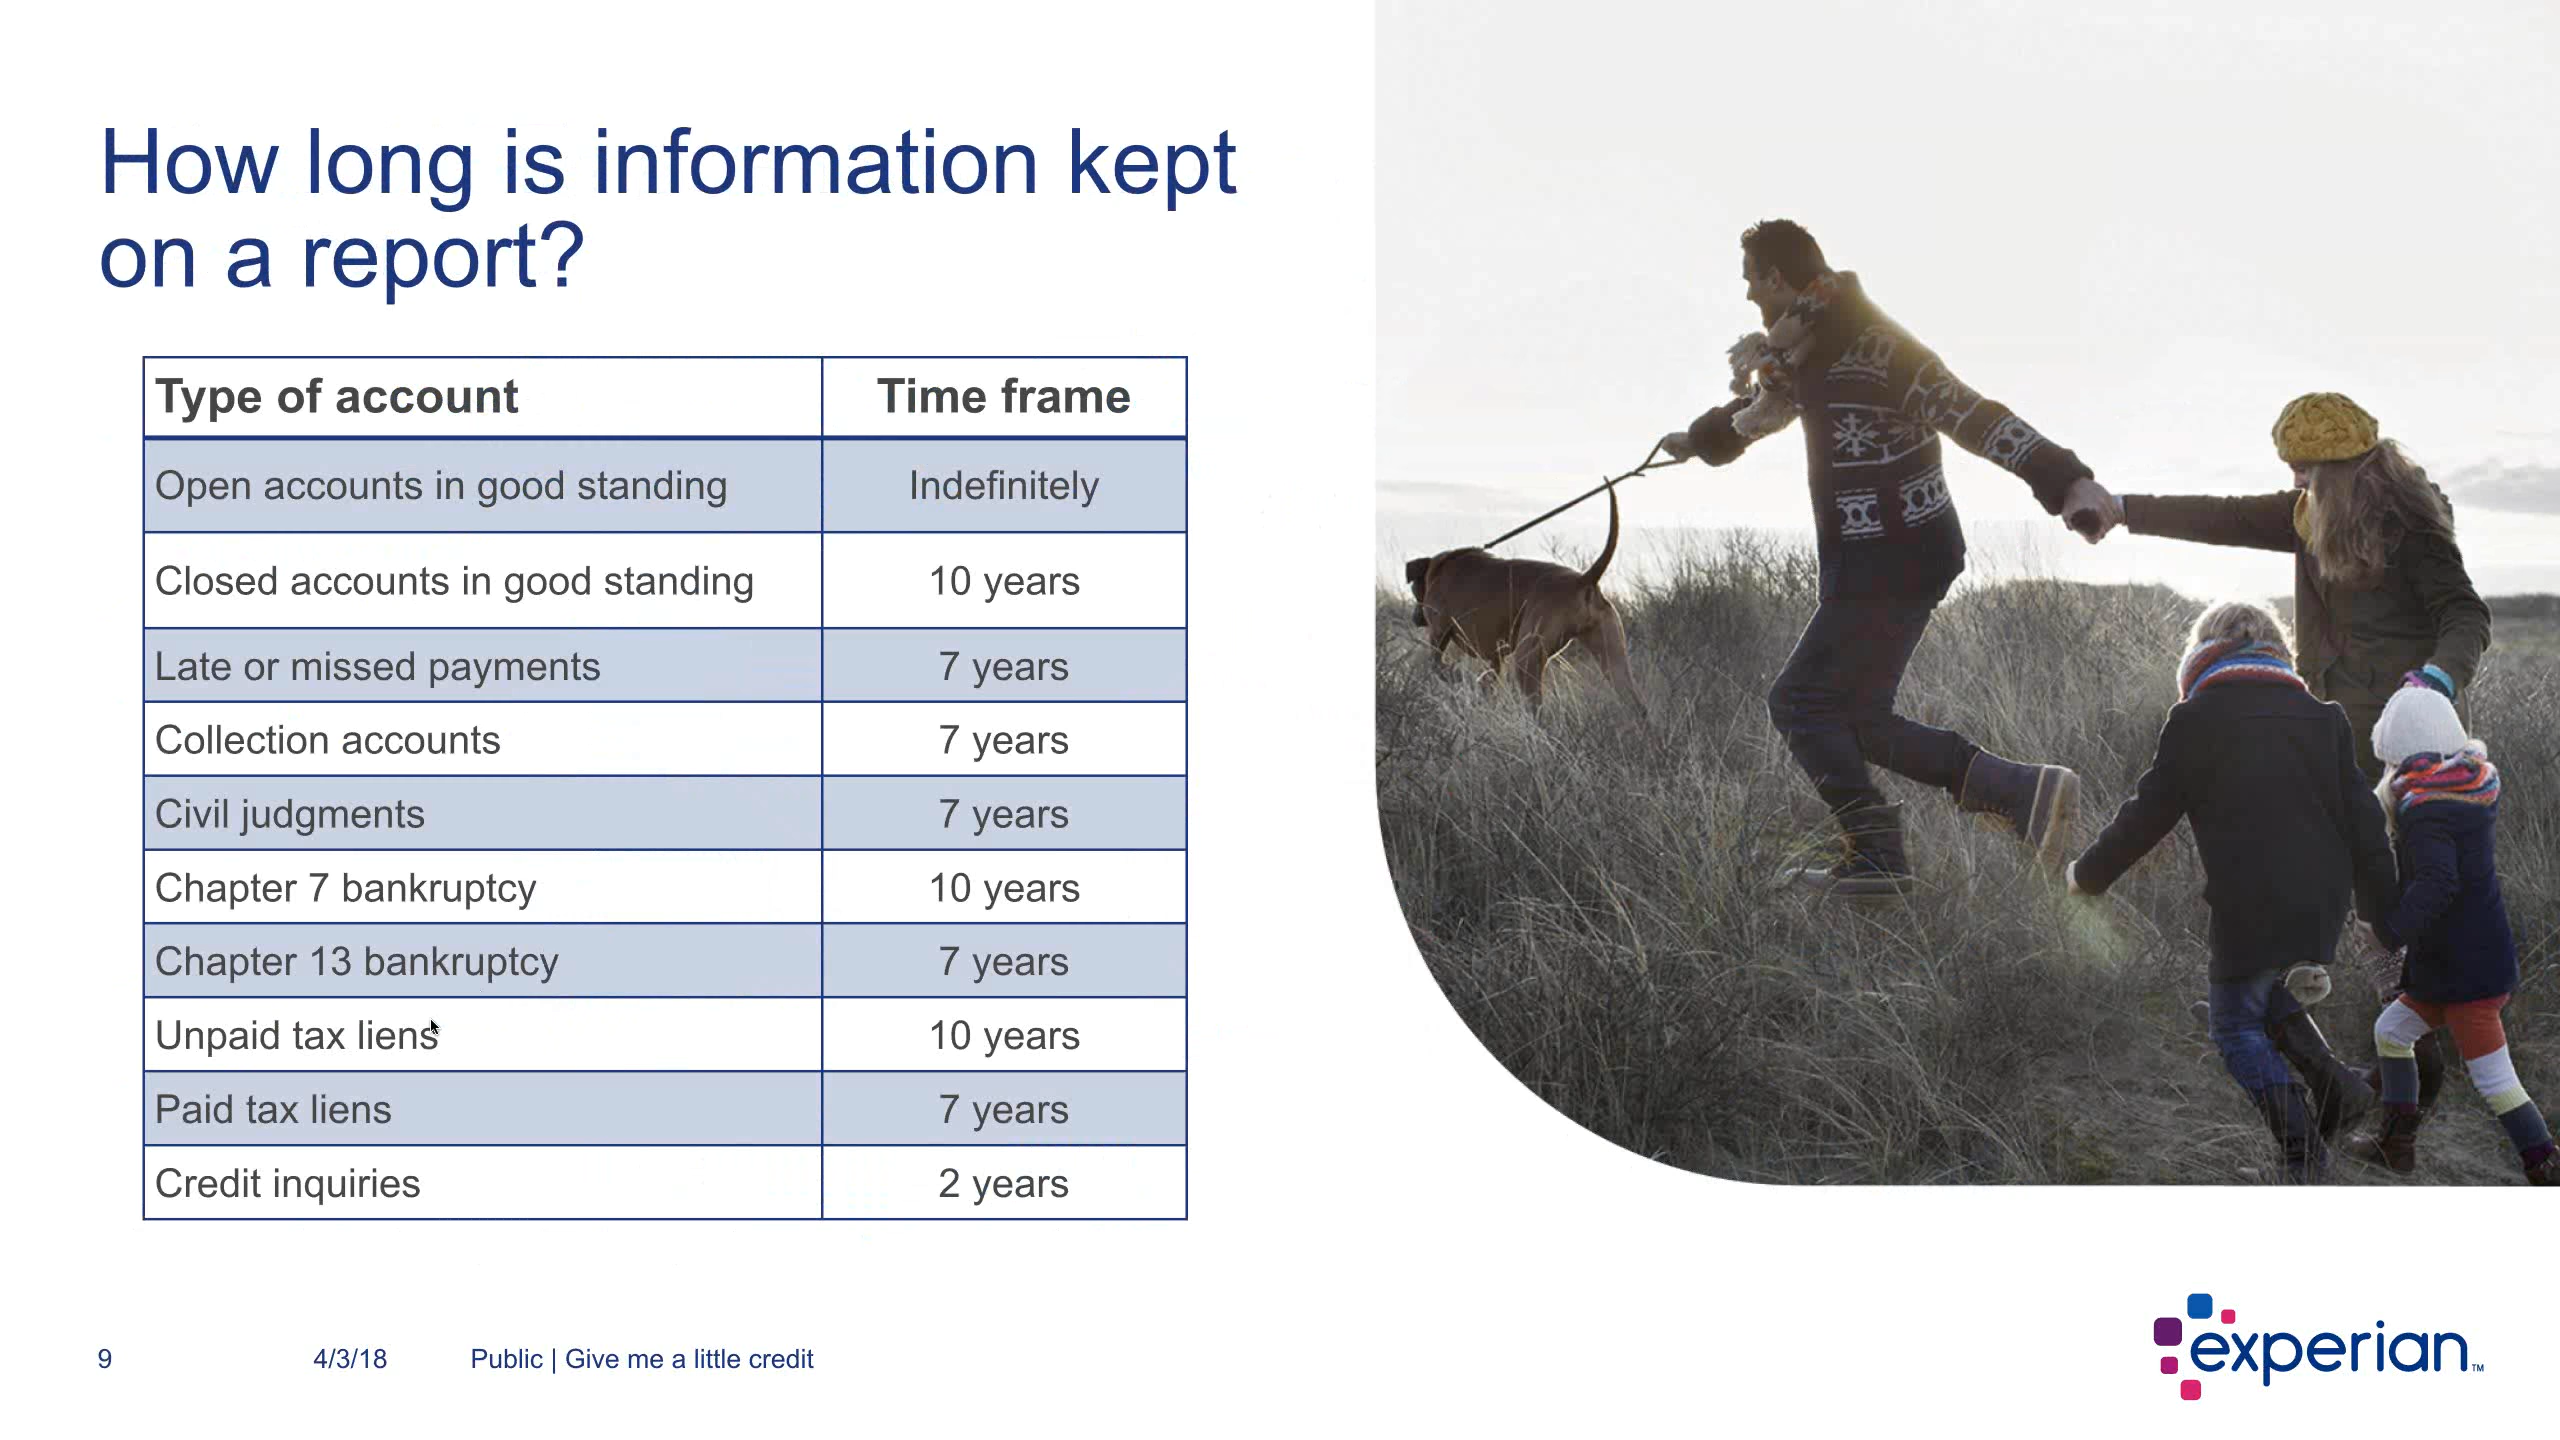 How long is information kept
on a report?
Type of account Time frame
Open accounts in good standing Indefinitely
Closed accounts in good standing 10 years
Late or missed payments 7 years
Collection accounts 7 years
Civil judgments 7 years
Chapter 7 bankruptcy 10 years
Chapter 13 bankruptcy 7 years
Unpaid tax liens 10 years
Paid tax liens 7 years
Credit inquiries 2 years
9 4/3/18 Public | Give me a little credit
experian™